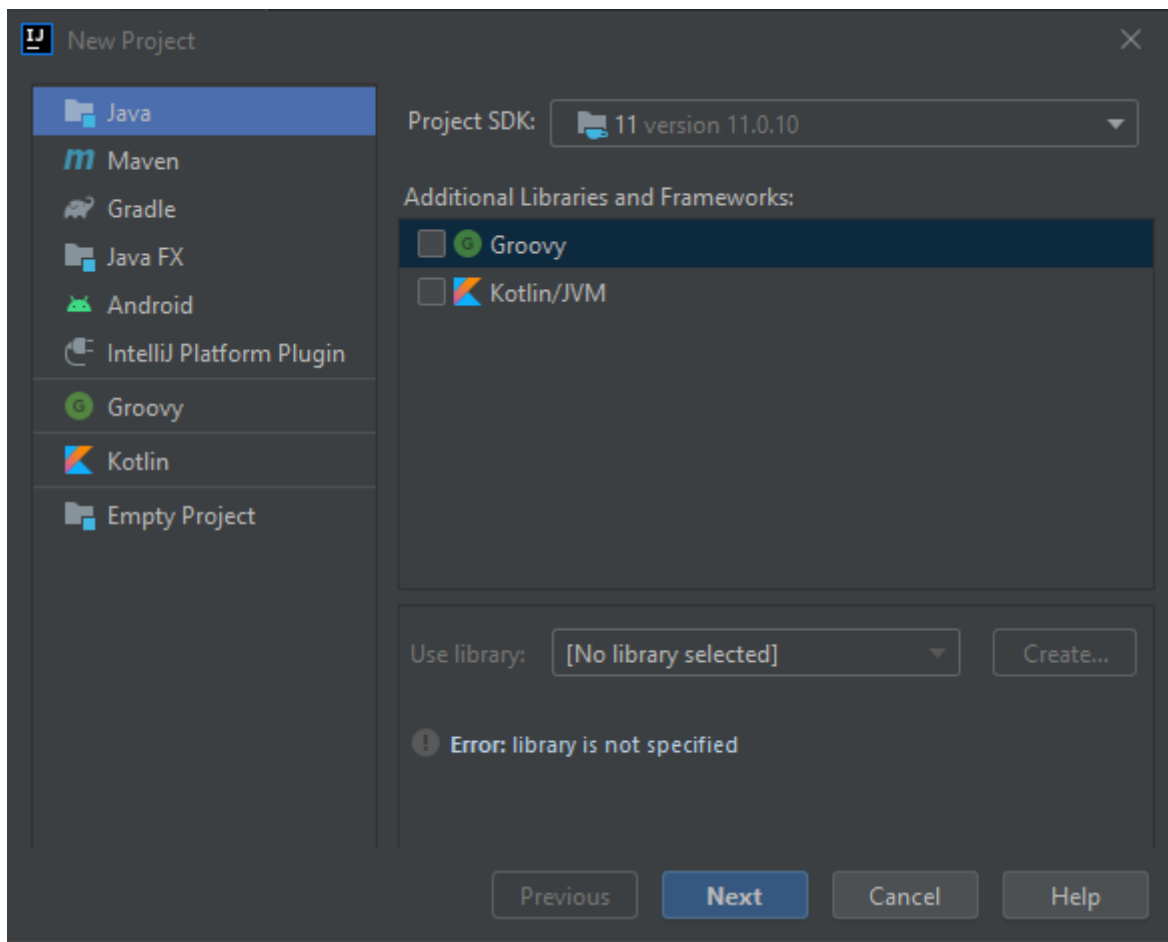 IJ New Project
Java
Maven
Gradle
Java FX
Android
IntelliJ Platform Plugin
Groovy
Kotlin
Empty Project
Project SDK: 11 version 11.0.10
Additional Libraries and Frameworks:
G Groovy
Kotlin/JVM
Use library: [No library selected] Create...
Error: library is not specified
Previous Next Cancel Help